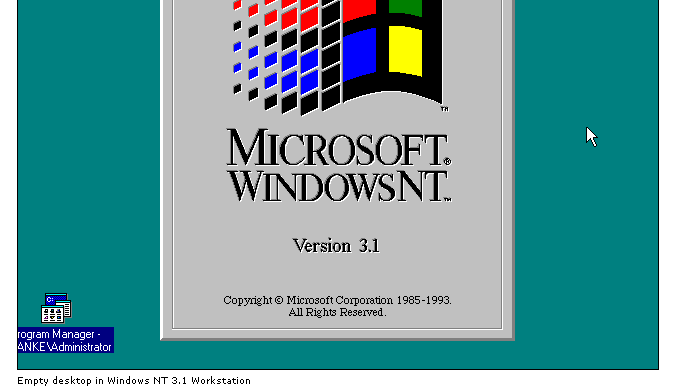 TM
MICROSOFT®
WINDOWS NT™
Version 3.1
Copyright © Microsoft Corporation 1985-1993.
All Rights Reserved.
C:\
rogram Manager -
ANKE\Administrator
Empty desktop in Windows NT 3.1 Workstation